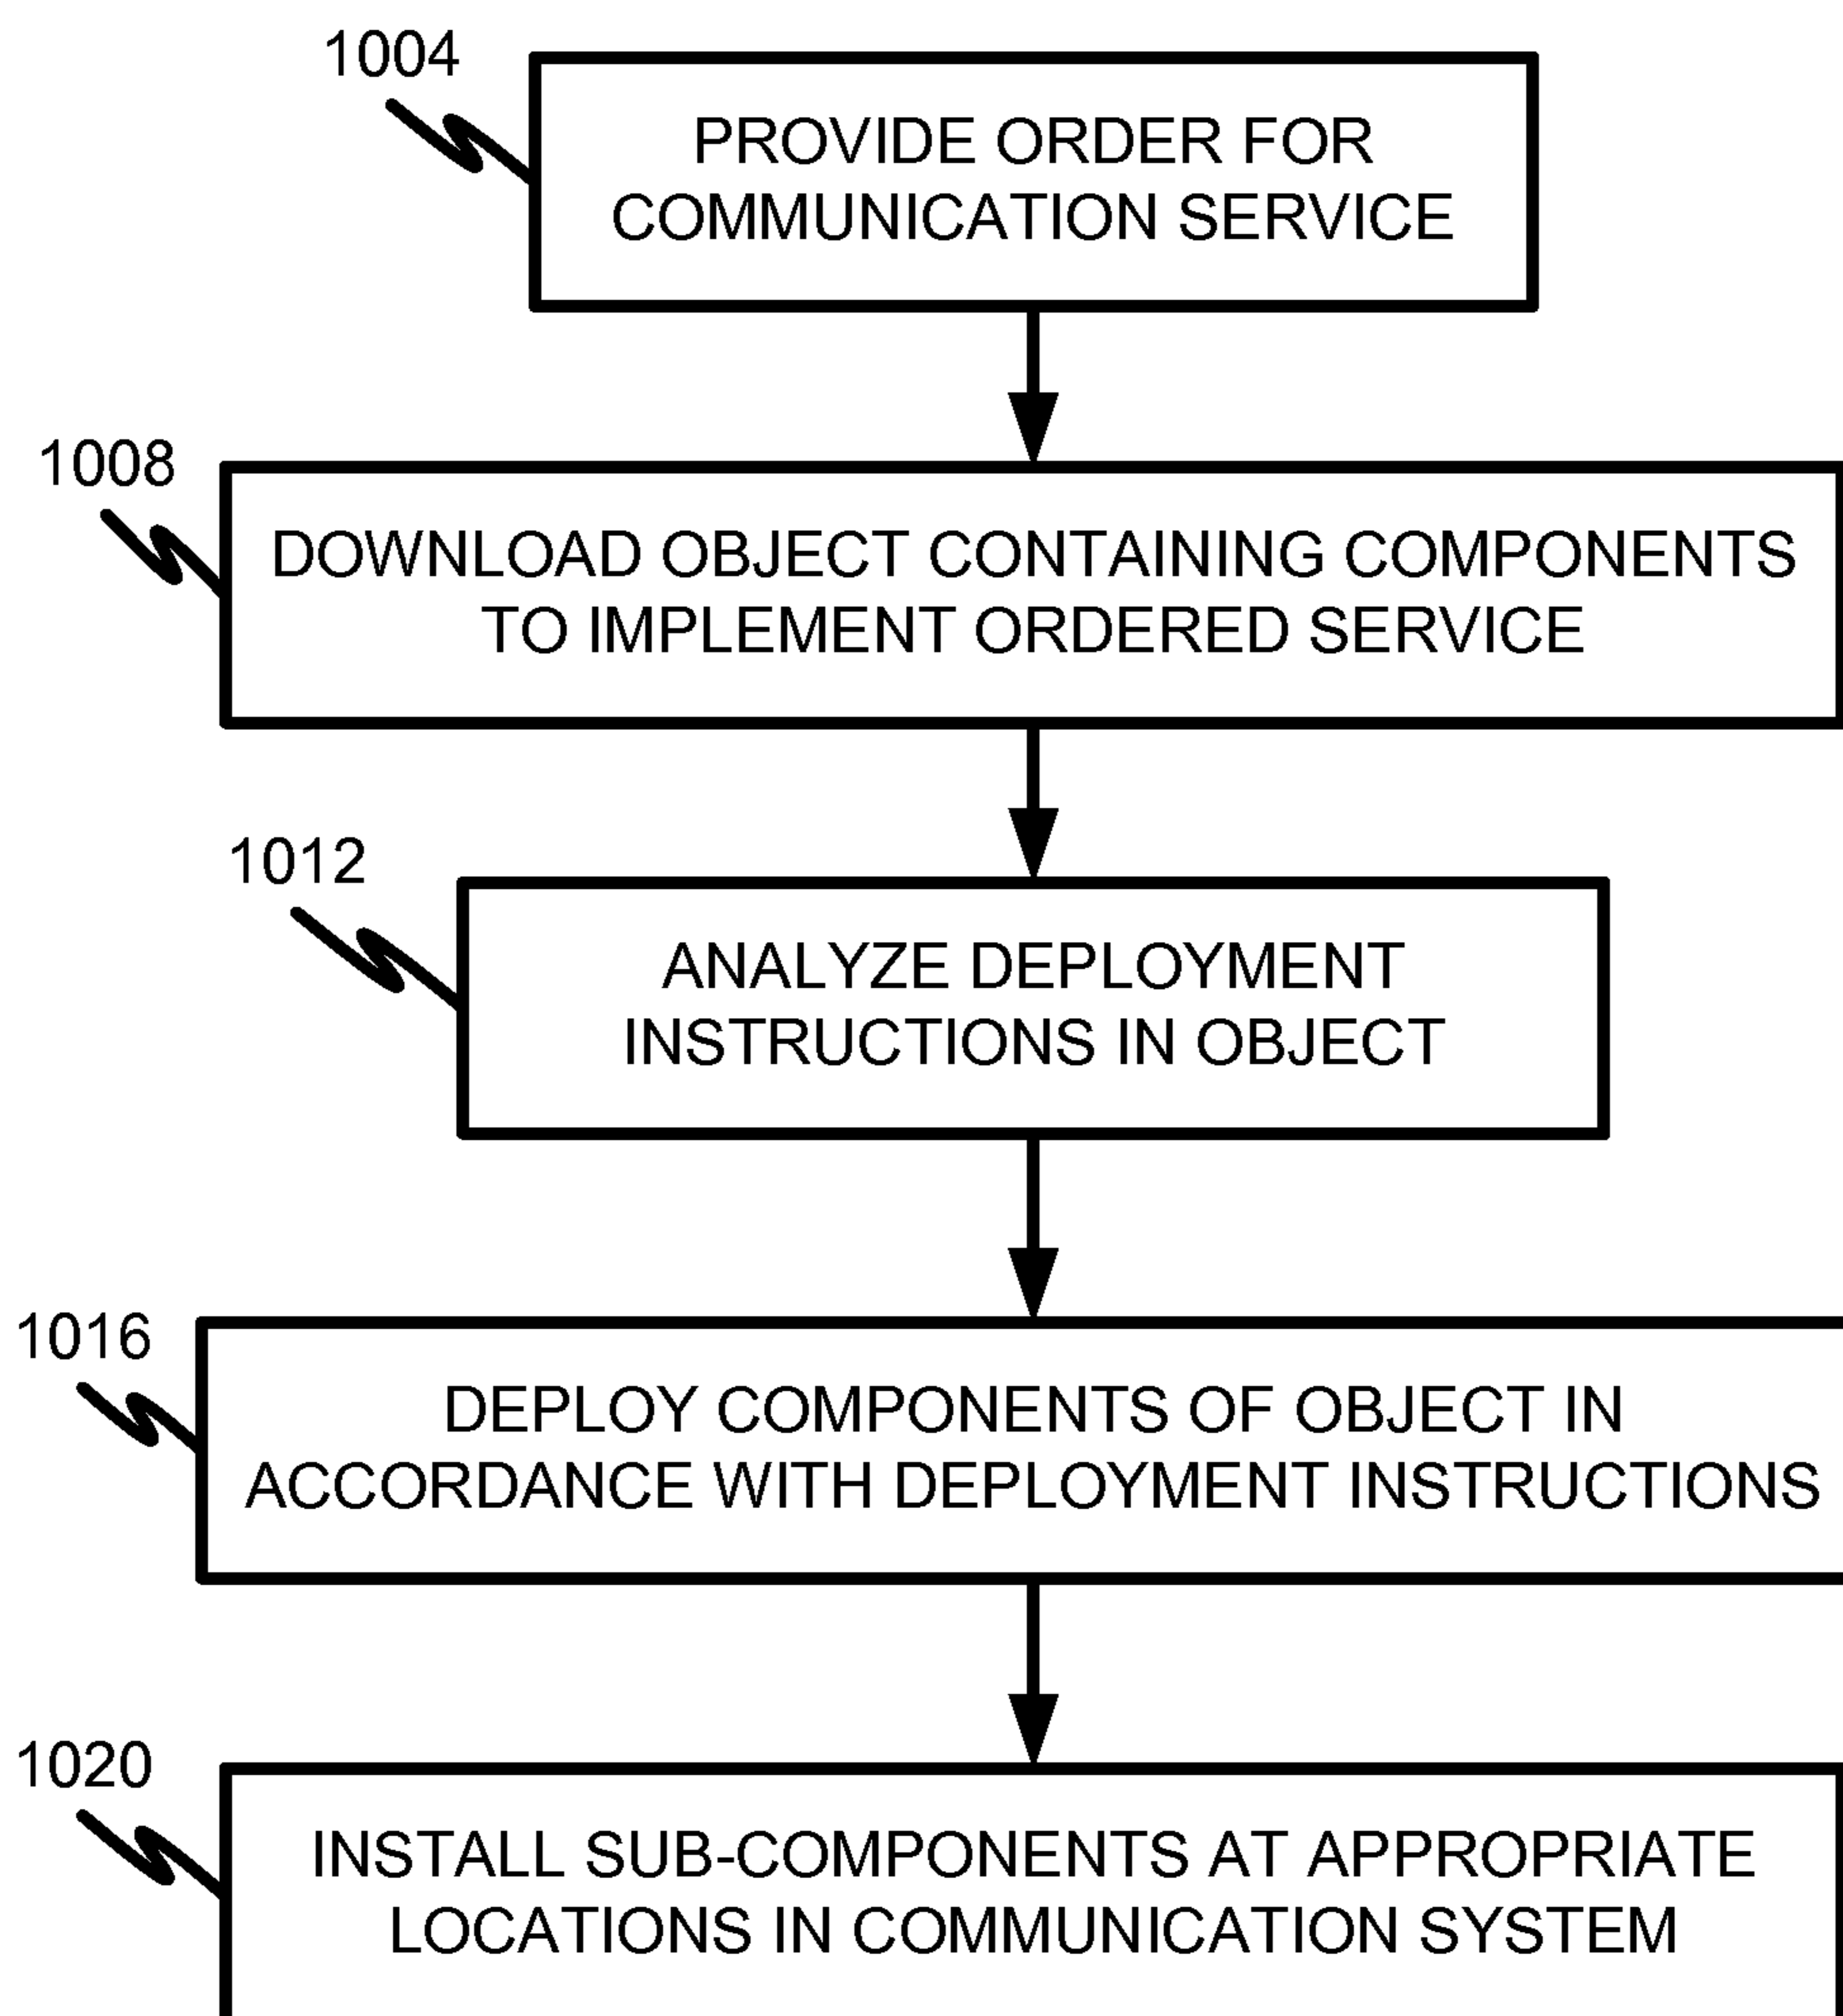 1004
PROVIDE ORDER FOR
COMMUNICATION SERVICE
1008
DOWNLOAD OBJECT CONTAINING COMPONENTS
TO IMPLEMENT ORDERED SERVICE
1012
ANALYZE DEPLOYMENT
INSTRUCTIONS IN OBJECT
1016
DEPLOY COMPONENTS OF OBJECT IN
ACCORDANCE WITH DEPLOYMENT INSTRUCTIONS
1020
INSTALL SUB-COMPONENTS AT APPROPRIATE
LOCATIONS IN COMMUNICATION SYSTEM